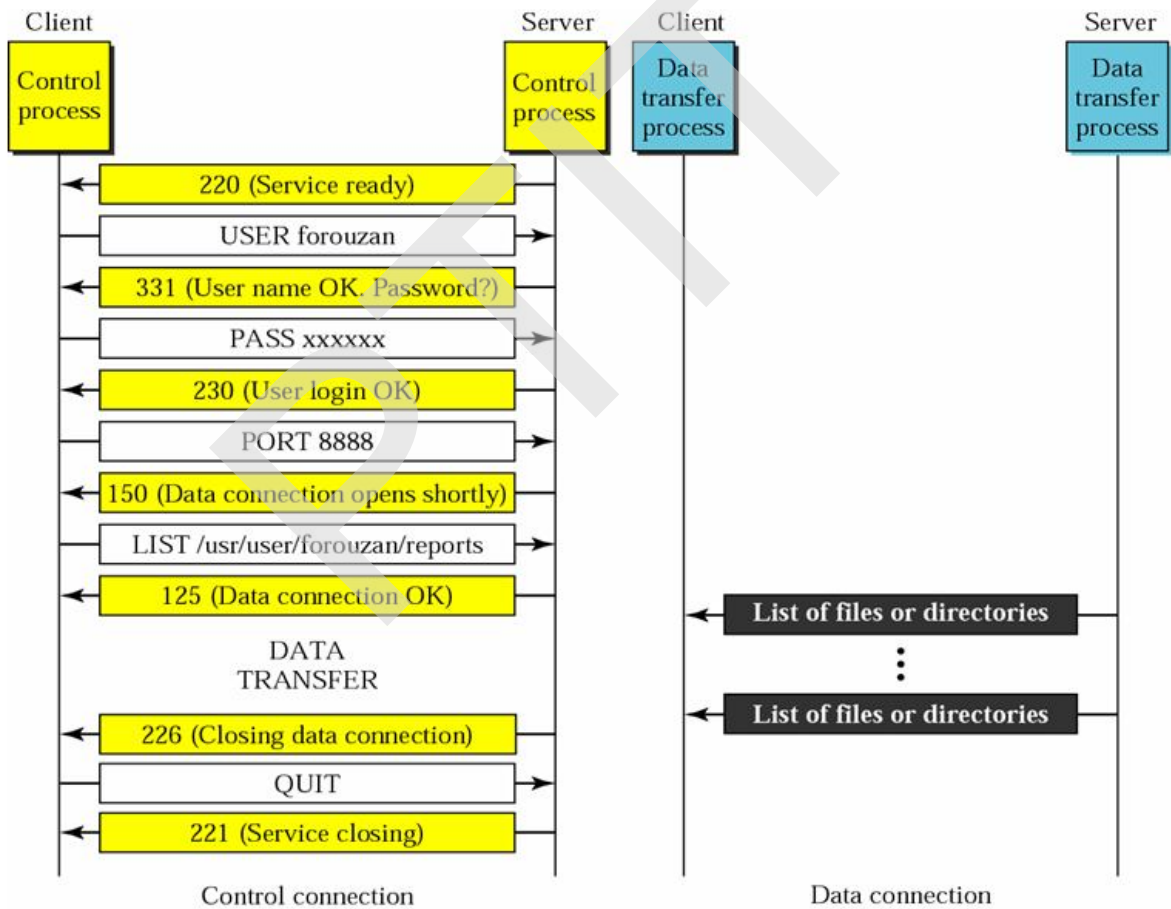 Client
Server
Client
Server
Control
process
Control
process
Data
transfer
process
Data
transfer
process
220 (Service ready)
USER forouzan
331 (User name OK. Password?)
PASS xxxxxx
230 (User login OK)
PORT 8888
150 (Data connection opens shortly)
LIST /usr/user/forouzan/reports
125 (Data connection OK)
List of files or directories
DATA
TRANSFER
List of files or directories
226 (Closing data connection)
QUIT
221 (Service closing)
Control connection
Data connection
PTIT